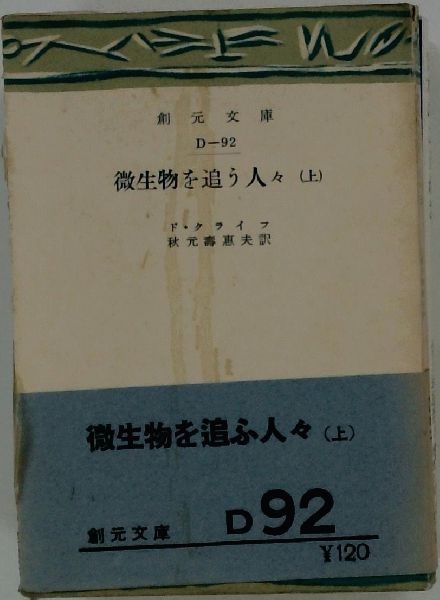 創元文庫
D—92
微生物を追う人々(上)
ド・クライフ
秋元壽惠夫訳
微生物を追ふ人々(上)
創元文庫 D92
¥120